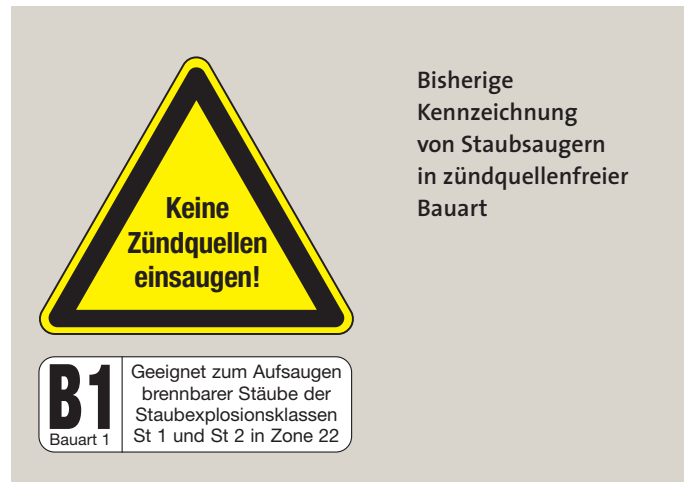 Keine
Zündquellen
einsaugen!
B1
Bauart 1
Geeignet zum Aufsaugen
brennbarer Stäube der
Staubexplosionsklassen
St 1 und St 2 in Zone 22
Bisherige
Kennzeichnung
von Staubsaugern
in zündquellenfreier
Bauart